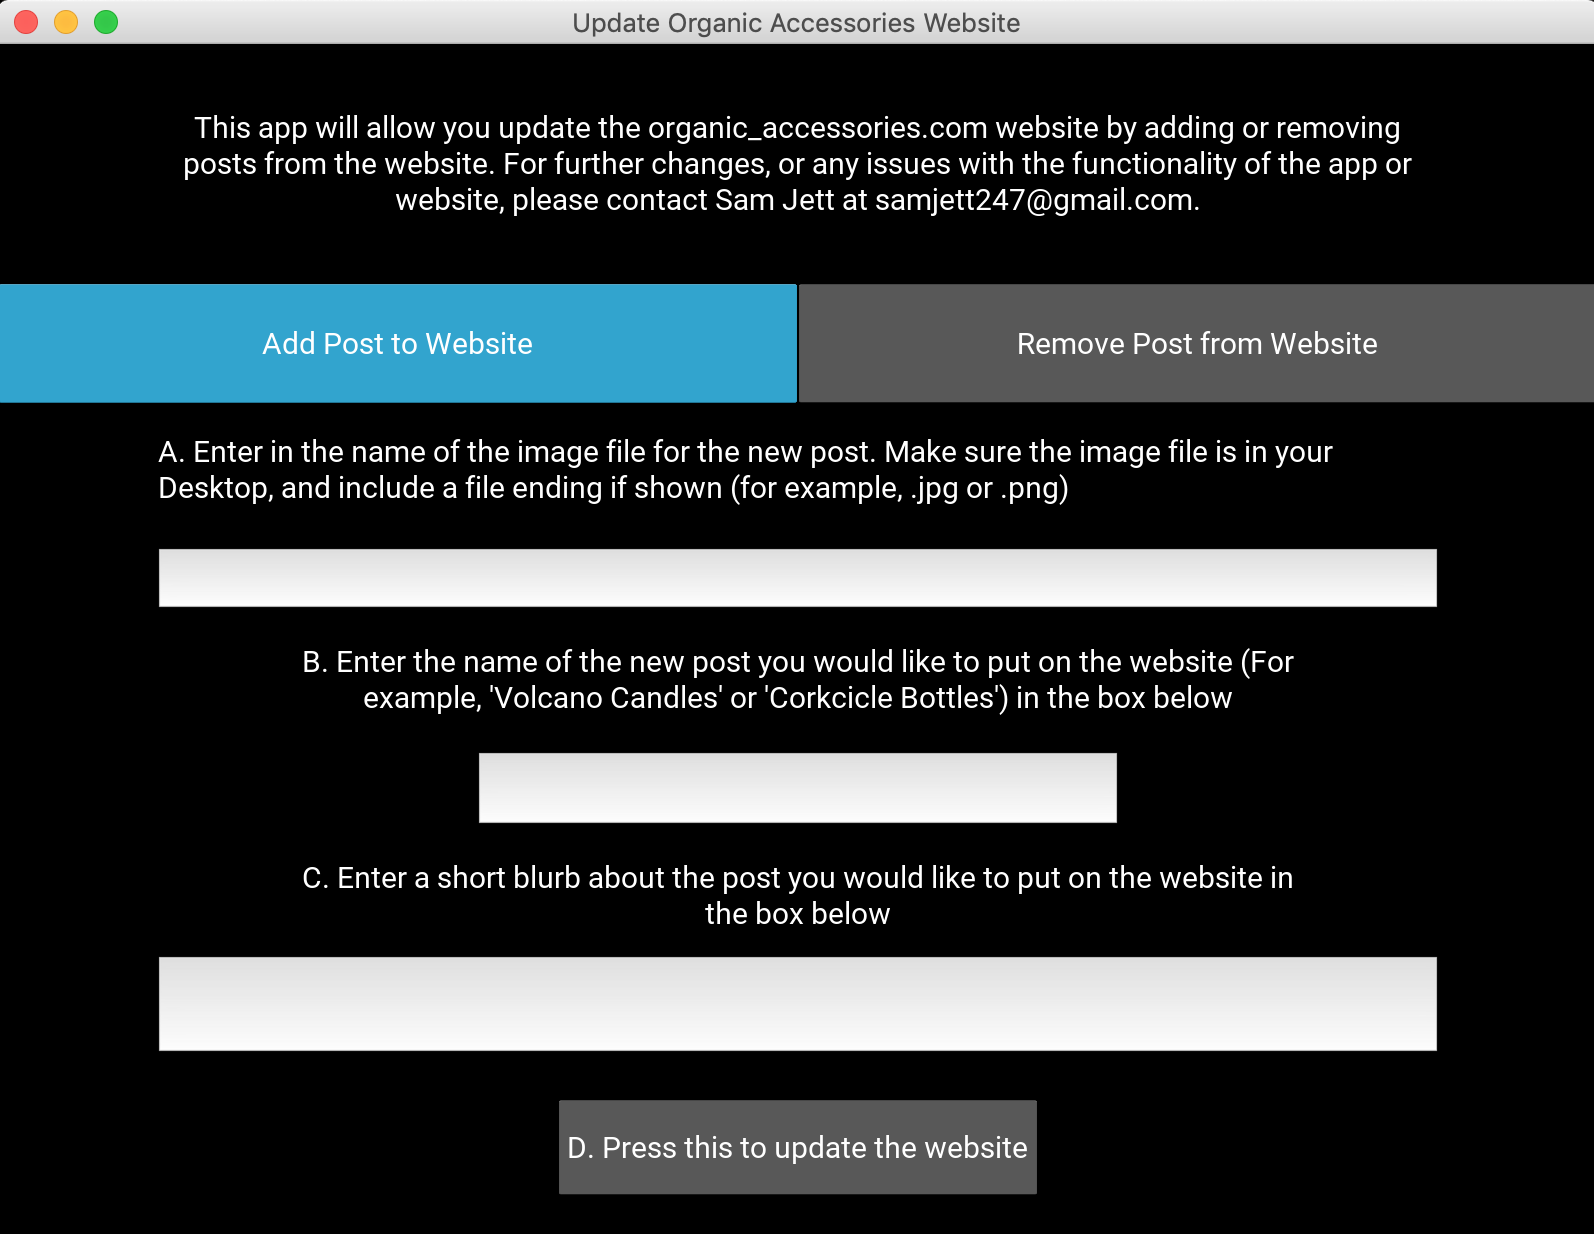 Update Organic Accessories Website
This app will allow you update the organic_accessories.com website by adding or removing
posts from the website. For further changes, or any issues with the functionality of the app or
website, please contact Sam Jett at samjett247@gmail.com.
Add Post to Website
Remove Post from Website
A. Enter in the name of the image file for the new post. Make sure the image file is in your
Desktop, and include a file ending if shown (for example, .jpg or .png)
B. Enter the name of the new post you would like to put on the website (For
example, 'Volcano Candles' or 'Corkcicle Bottles') in the box below
C. Enter a short blurb about the post you would like to put on the website in
the box below
D. Press this to update the website